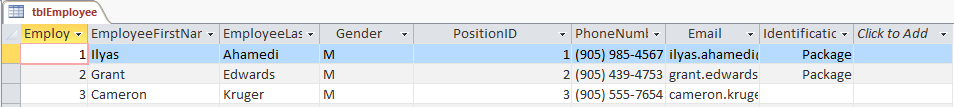 tblEmployee
Employ EmployeeFirstNar EmployeeLas Gender PositionID PhoneNuml Email Identificatio Click to Add
1 Ilyas Ahamedi M 1 (905) 985-4567 ilyas.ahamedi@ Package
2 Grant Edwards M 2 (905) 439-4753 grant.edwards Package
3 Cameron Kruger M 3 (905) 555-7654 cameron.kruge